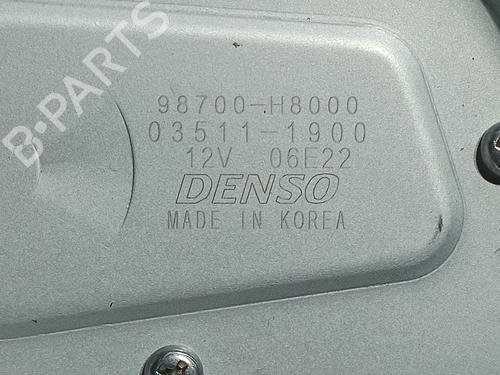 B-PARTS
98700-H8000
03511-1900
12V 06E22
DENSO
MADE IN KOREA